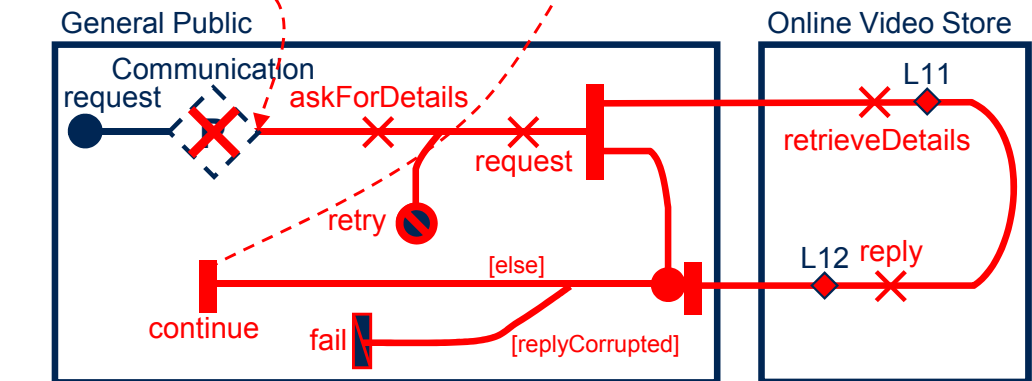 General Public
Online Video Store
Communication
request
askForDetails
L11
retrieveDetails
request
retry
[else]
L12
reply
continue
fail
[replyCorrupted]